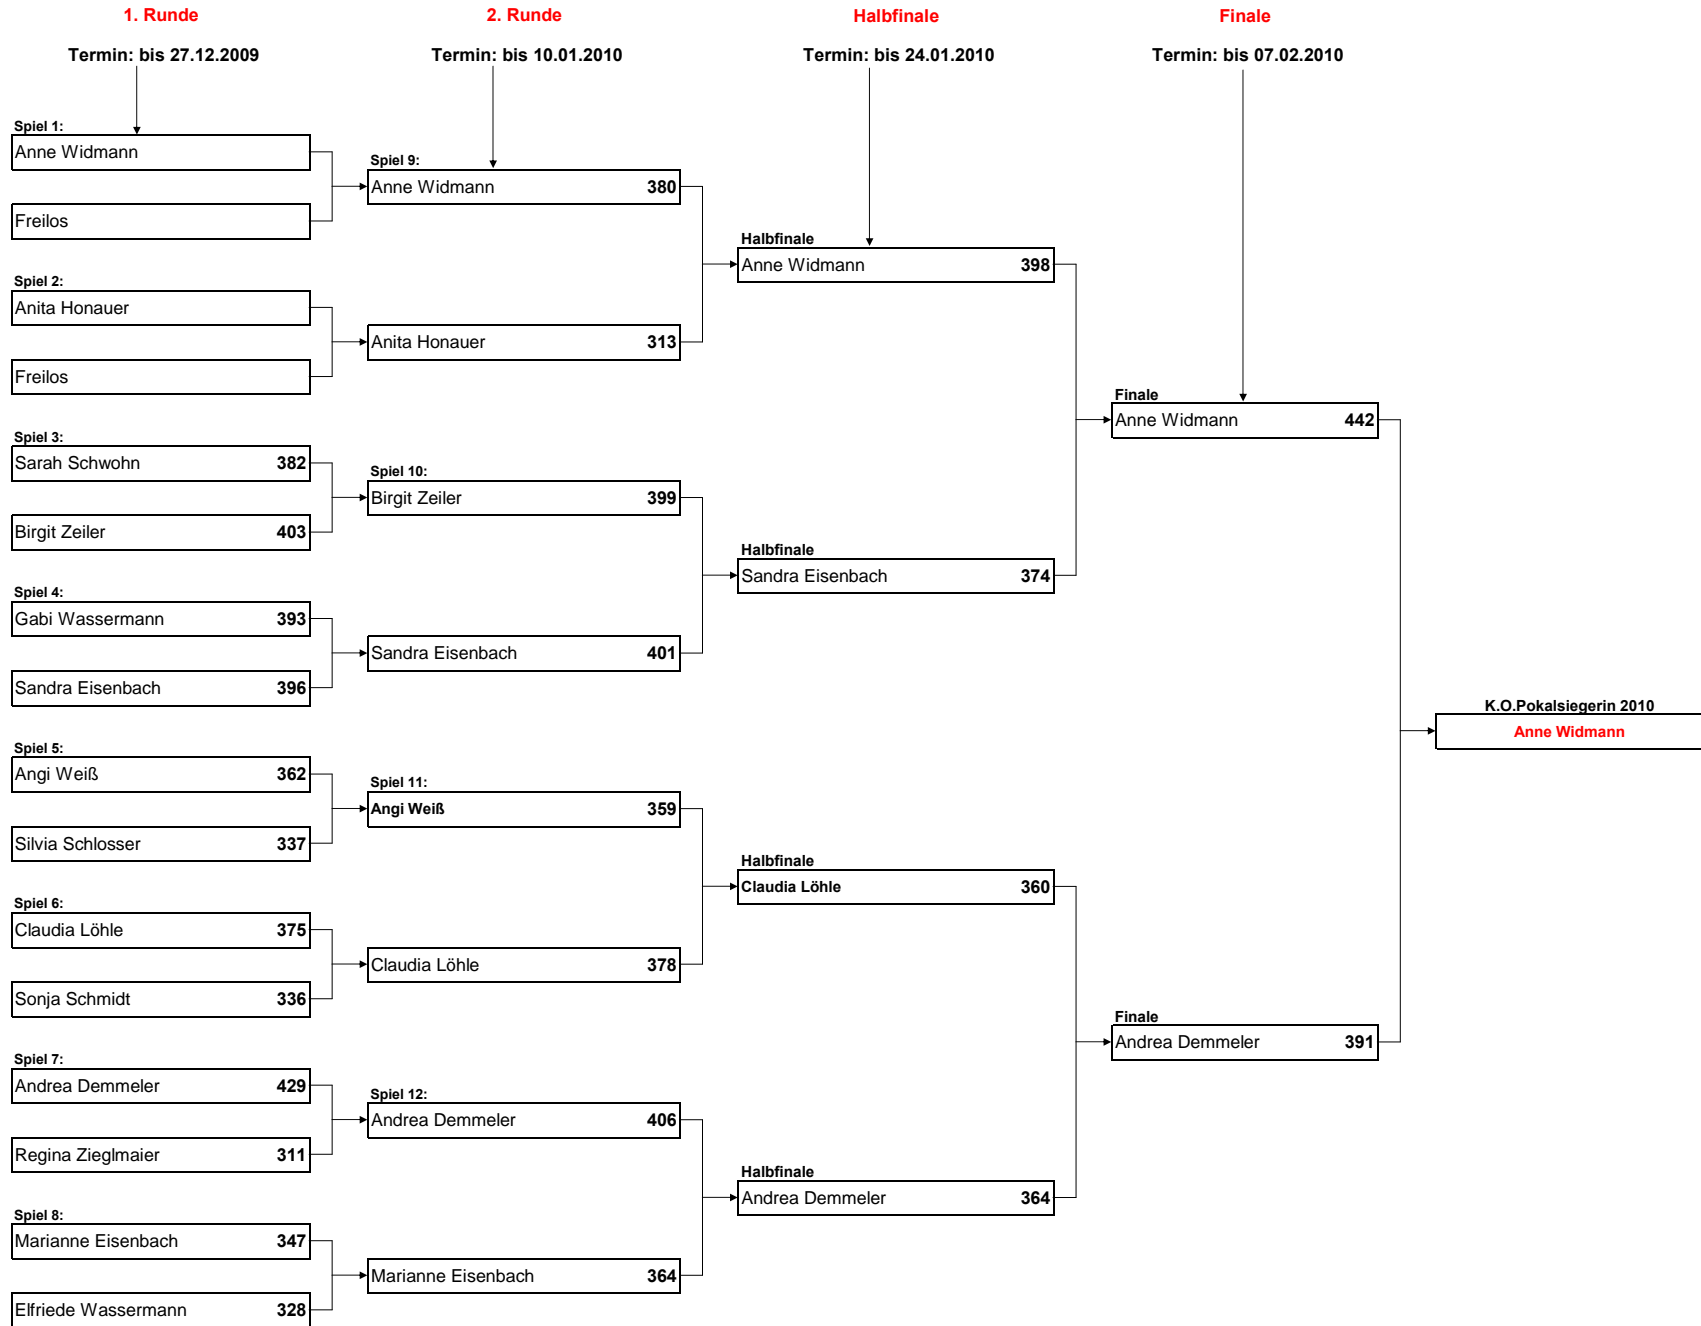 1. Runde
2. Runde
Halbfinale
Finale
Termin: bis 27.12.2009
Termin: bis 10.01.2010
Termin: bis 24.01.2010
Termin: bis 07.02.2010
Spiel 1:
Anne Widmann
Freilos
Spiel 2:
Anita Honauer
Freilos
Spiel 3:
Sarah Schwohn 382
Birgit Zeiler 403
Spiel 4:
Gabi Wassermann 393
Sandra Eisenbach 396
Spiel 5:
Angi Weiß 362
Silvia Schlosser 337
Spiel 6:
Claudia Löhle 375
Sonja Schmidt 336
Spiel 7:
Andrea Demmeler 429
Regina Zieglmaier 311
Spiel 8:
Marianne Eisenbach 347
Elfriede Wassermann 328
Spiel 9:
Anne Widmann 380
Anita Honauer 313
Spiel 10:
Birgit Zeiler 399
Sandra Eisenbach 401
Spiel 11:
Angi Weiß 359
Claudia Löhle 378
Spiel 12:
Andrea Demmeler 406
Marianne Eisenbach 364
Halbfinale
Anne Widmann 398
Halbfinale
Sandra Eisenbach 374
Halbfinale
Claudia Löhle 360
Halbfinale
Andrea Demmeler 364
Finale
Anne Widmann 442
Finale
Andrea Demmeler 391
K.O.Pokalsiegerin 2010
Anne Widmann